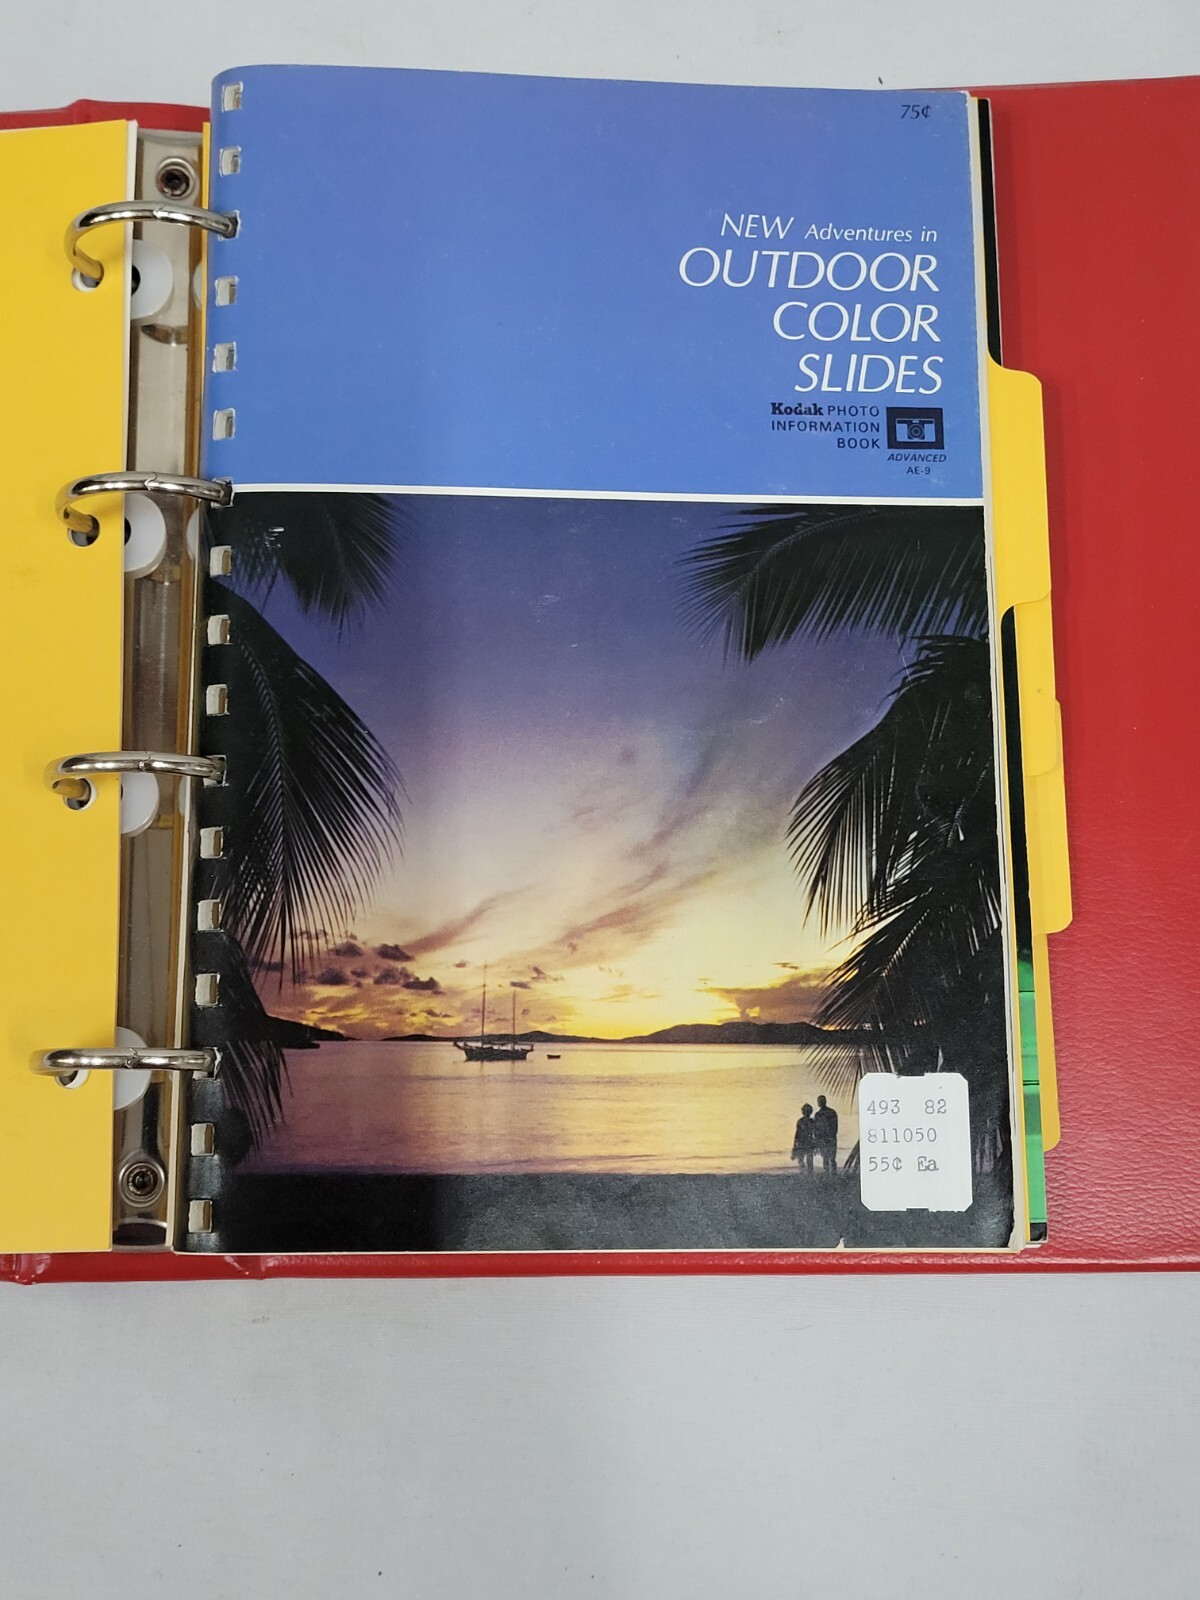 75¢
NEW Adventures in
OUTDOOR
COLOR
SLIDES
Kodak PHOTO
INFORMATION
BOOK
ADVANCED
AE-9
493 82
811050
55¢ Ea